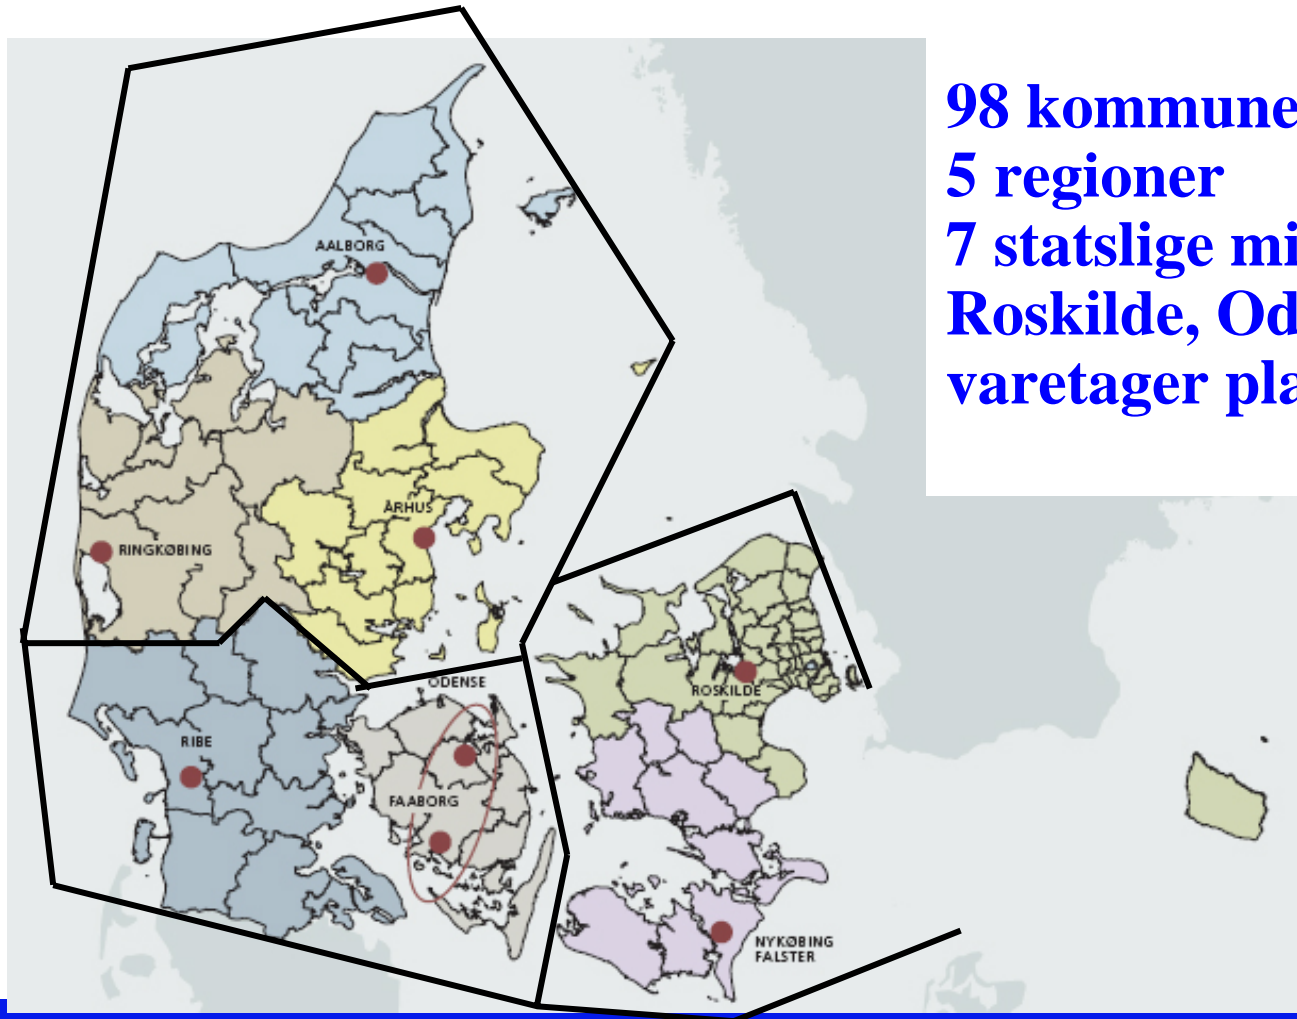 98 kommune
5 regioner
7 statslige mi
Roskilde, Od
varetager pla
AALBORG
ÅRHUS
RINGKØBING
ODENSE
ROSKILDE
RIBE
FAABORG
NYKØBING
FALSTER